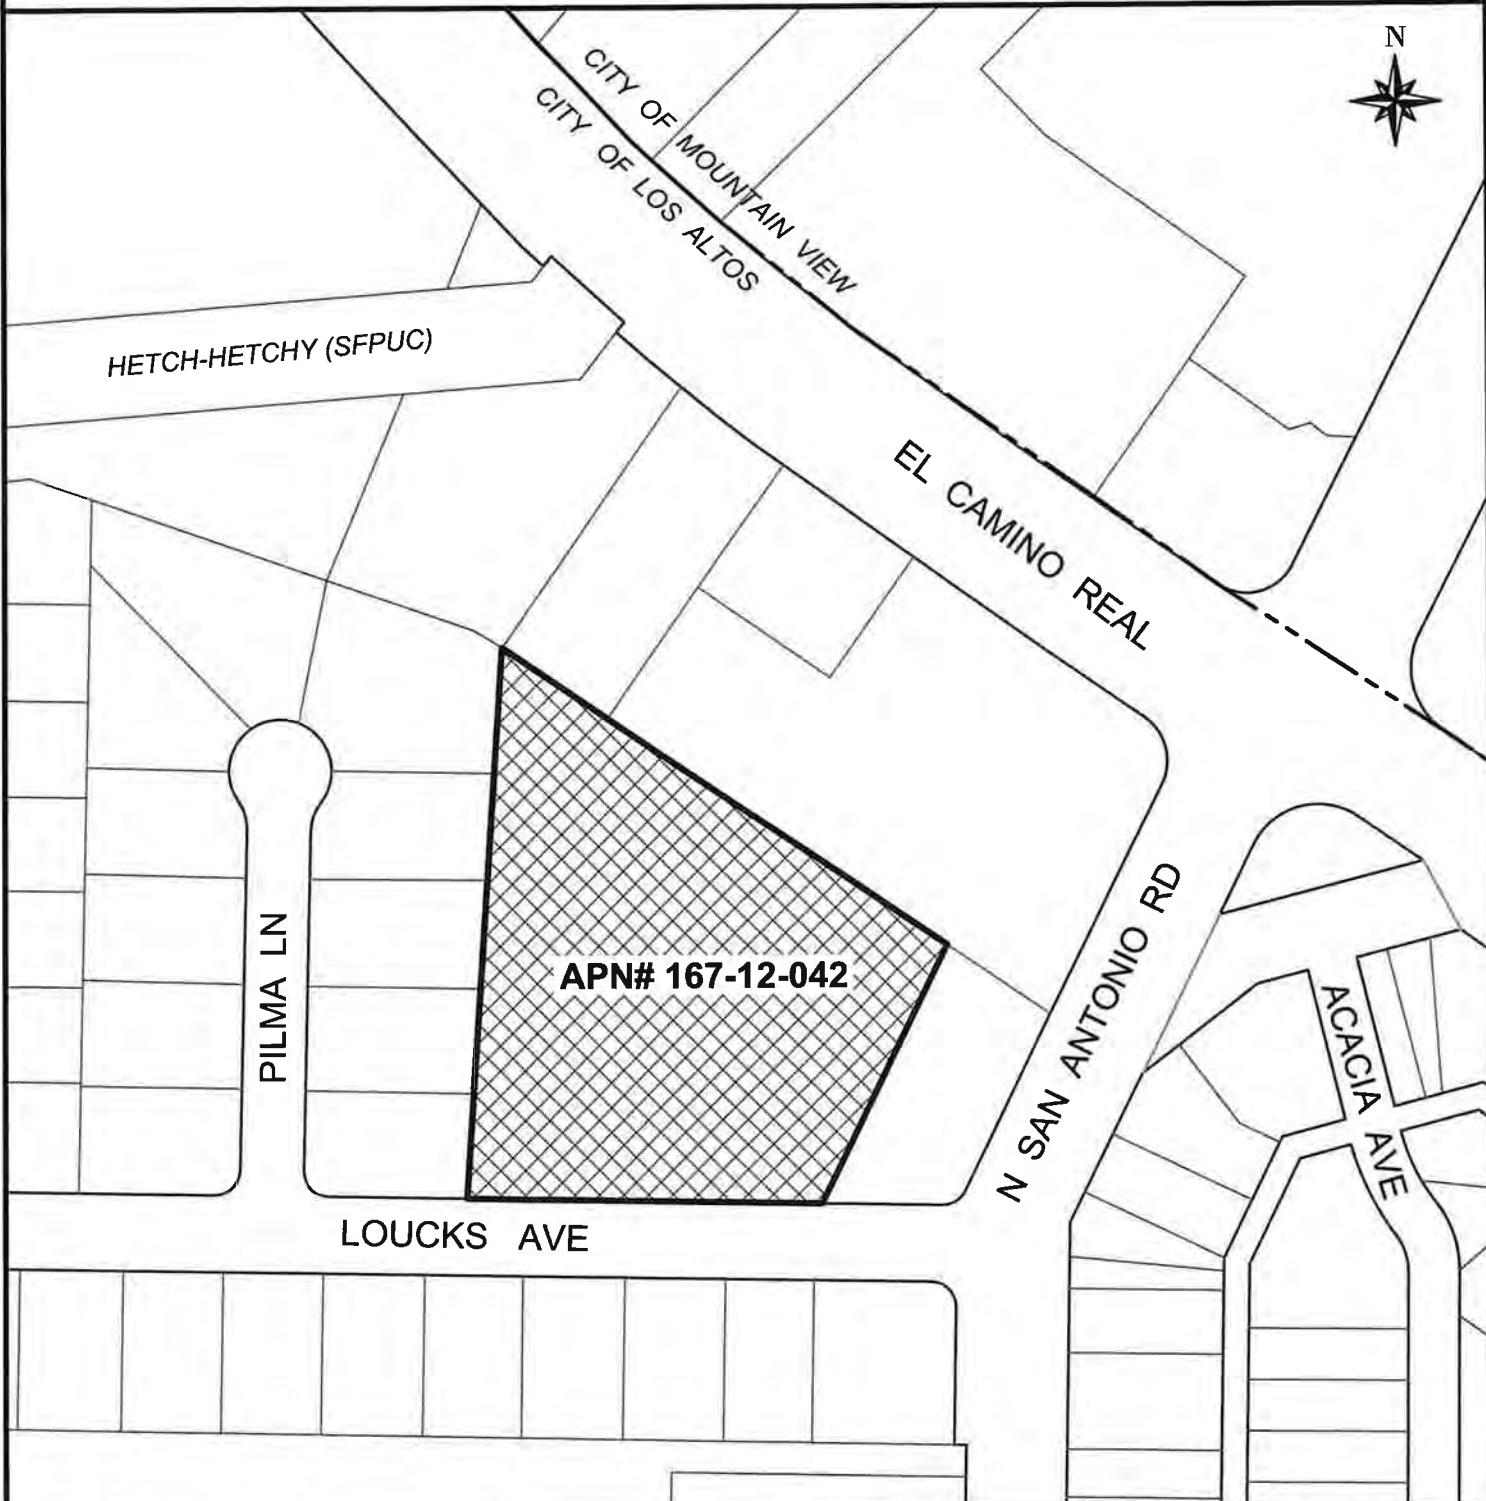 N
CITY OF MOUNTAIN VIEW
CITY OF LOS ALTOS
HETCH-HETCHY (SFPUC)
EL CAMINO REAL
APN# 167-12-042
PILMA LN
N SAN ANTONIO RD
ACACIA AVE
LOUCKS AVE